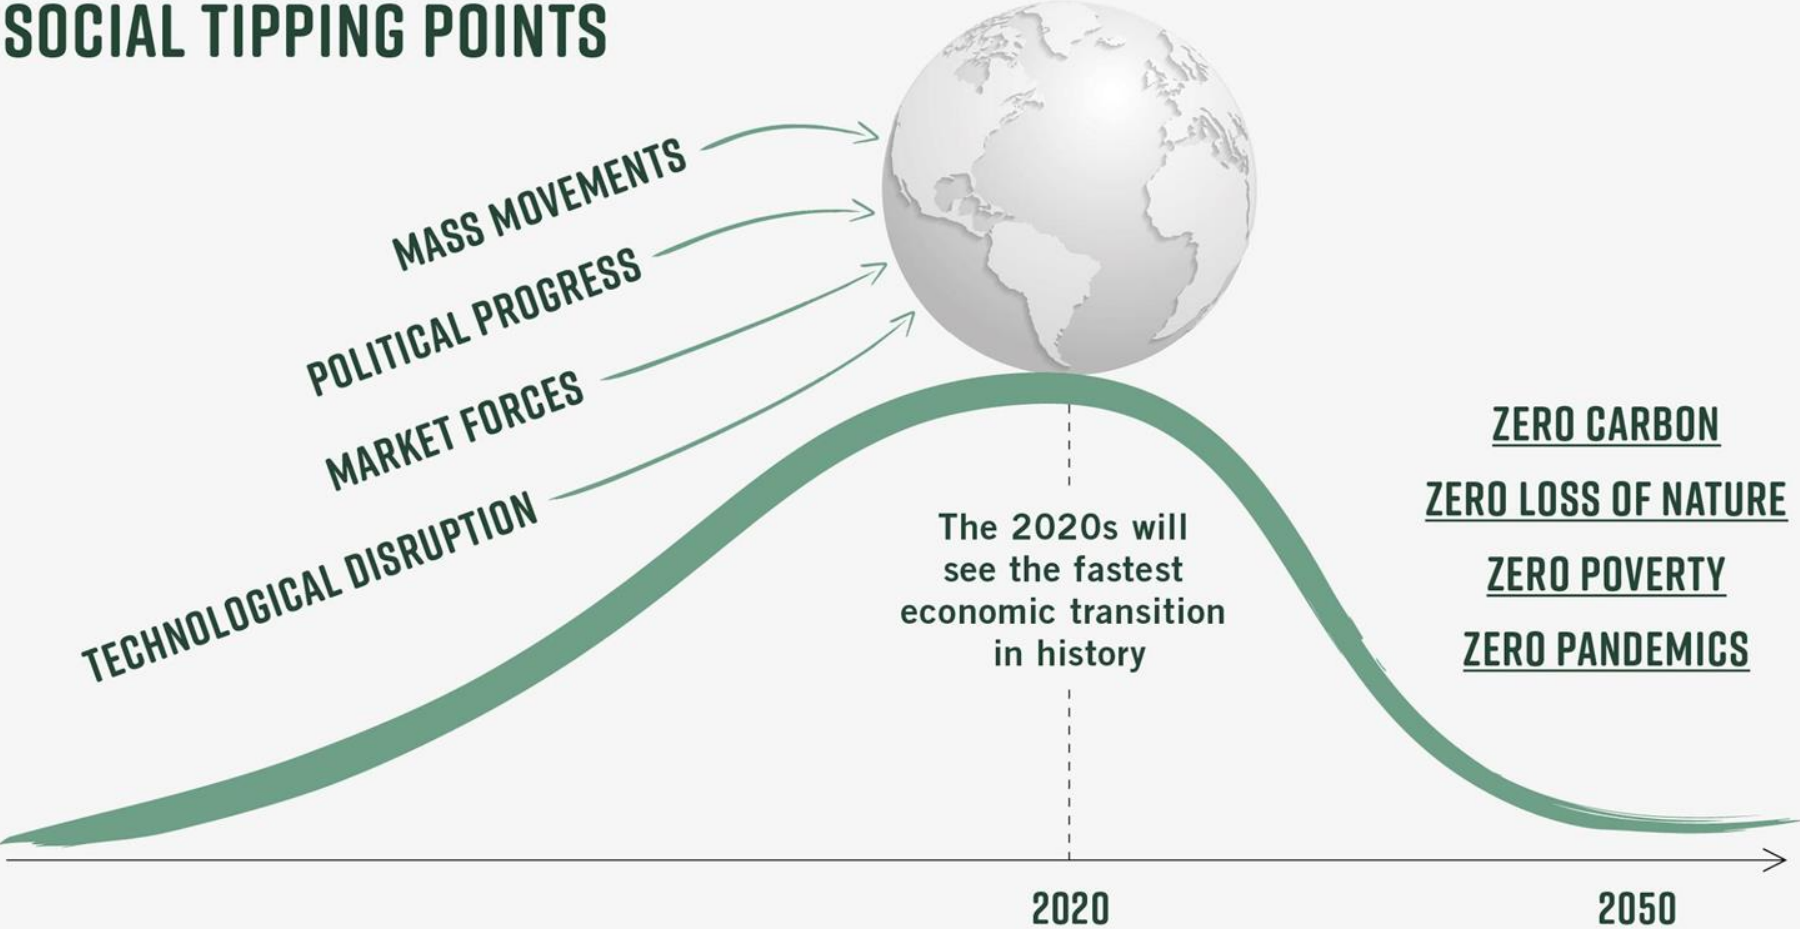 SOCIAL TIPPING POINTS
MASS MOVEMENTS
POLITICAL PROGRESS
MARKET FORCES
TECHNOLOGICAL DISRUPTION
The 2020s will
see the fastest
economic transition
in history
ZERO CARBON
ZERO LOSS OF NATURE
ZERO POVERTY
ZERO PANDEMICS
2020
2050